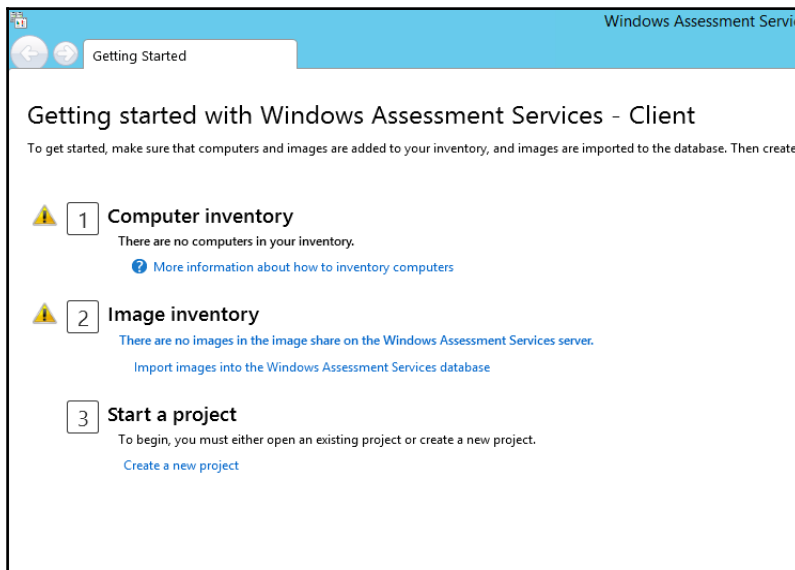 Windows Assessment Servic
Getting Started
Getting started with Windows Assessment Services - Client
To get started, make sure that computers and images are added to your inventory, and images are imported to the database. Then create
1 Computer inventory
There are no computers in your inventory.
? More information about how to inventory computers
2 Image inventory
There are no images in the image share on the Windows Assessment Services server.
Import images into the Windows Assessment Services database
3 Start a project
To begin, you must either open an existing project or create a new project.
Create a new project